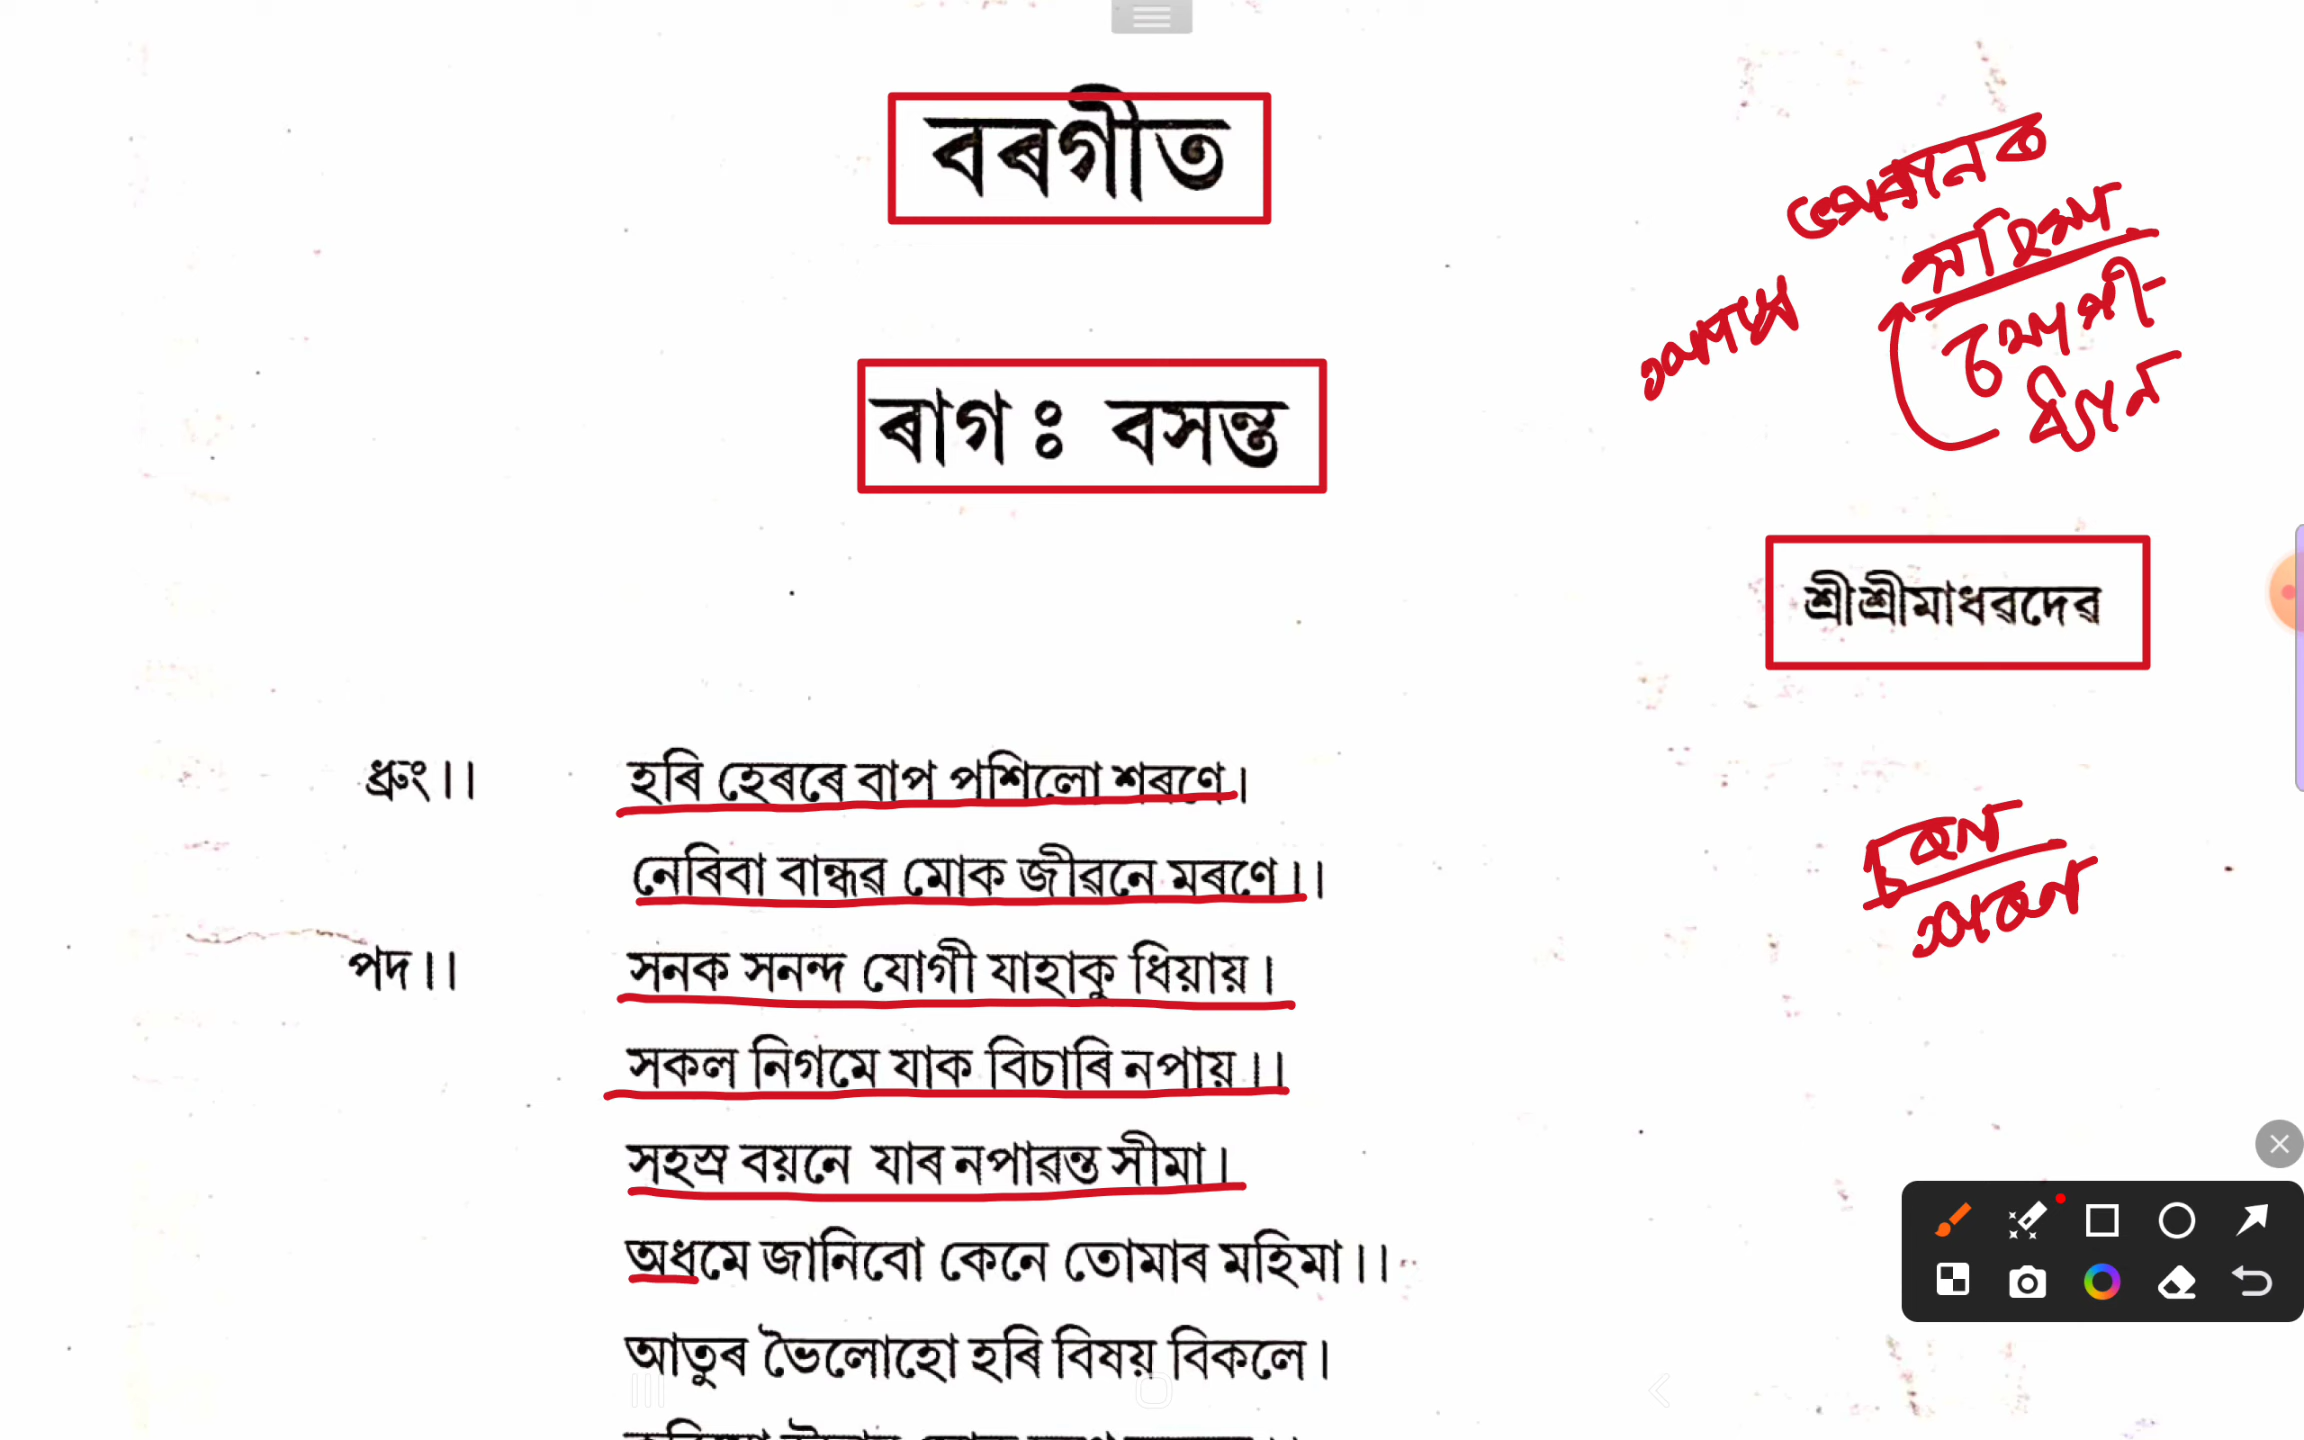 বৰগীত
ৰাগ ঃ বসন্ত
শ্ৰীশ্ৰীমাধৱদেৱ
ধ্ৰুং।। হৰি হেৰৰে বাপ পশিলো শৰণে।
নেৰিবা বান্ধৱ মোক জীৱনে মৰণে।।
পদ।। সনক সনন্দ যোগী যাহাকু ধিয়ায়।
সকল নিগমে যাক বিচাৰি নপায়।।
সহস্ৰ বয়নে যাৰ নপাৱন্ত সীমা।
অধমে জানিবো কেনে তোমাৰ মহিমা।।
আতুৰ ভৈলোহো হৰি বিষয় বিকলে।